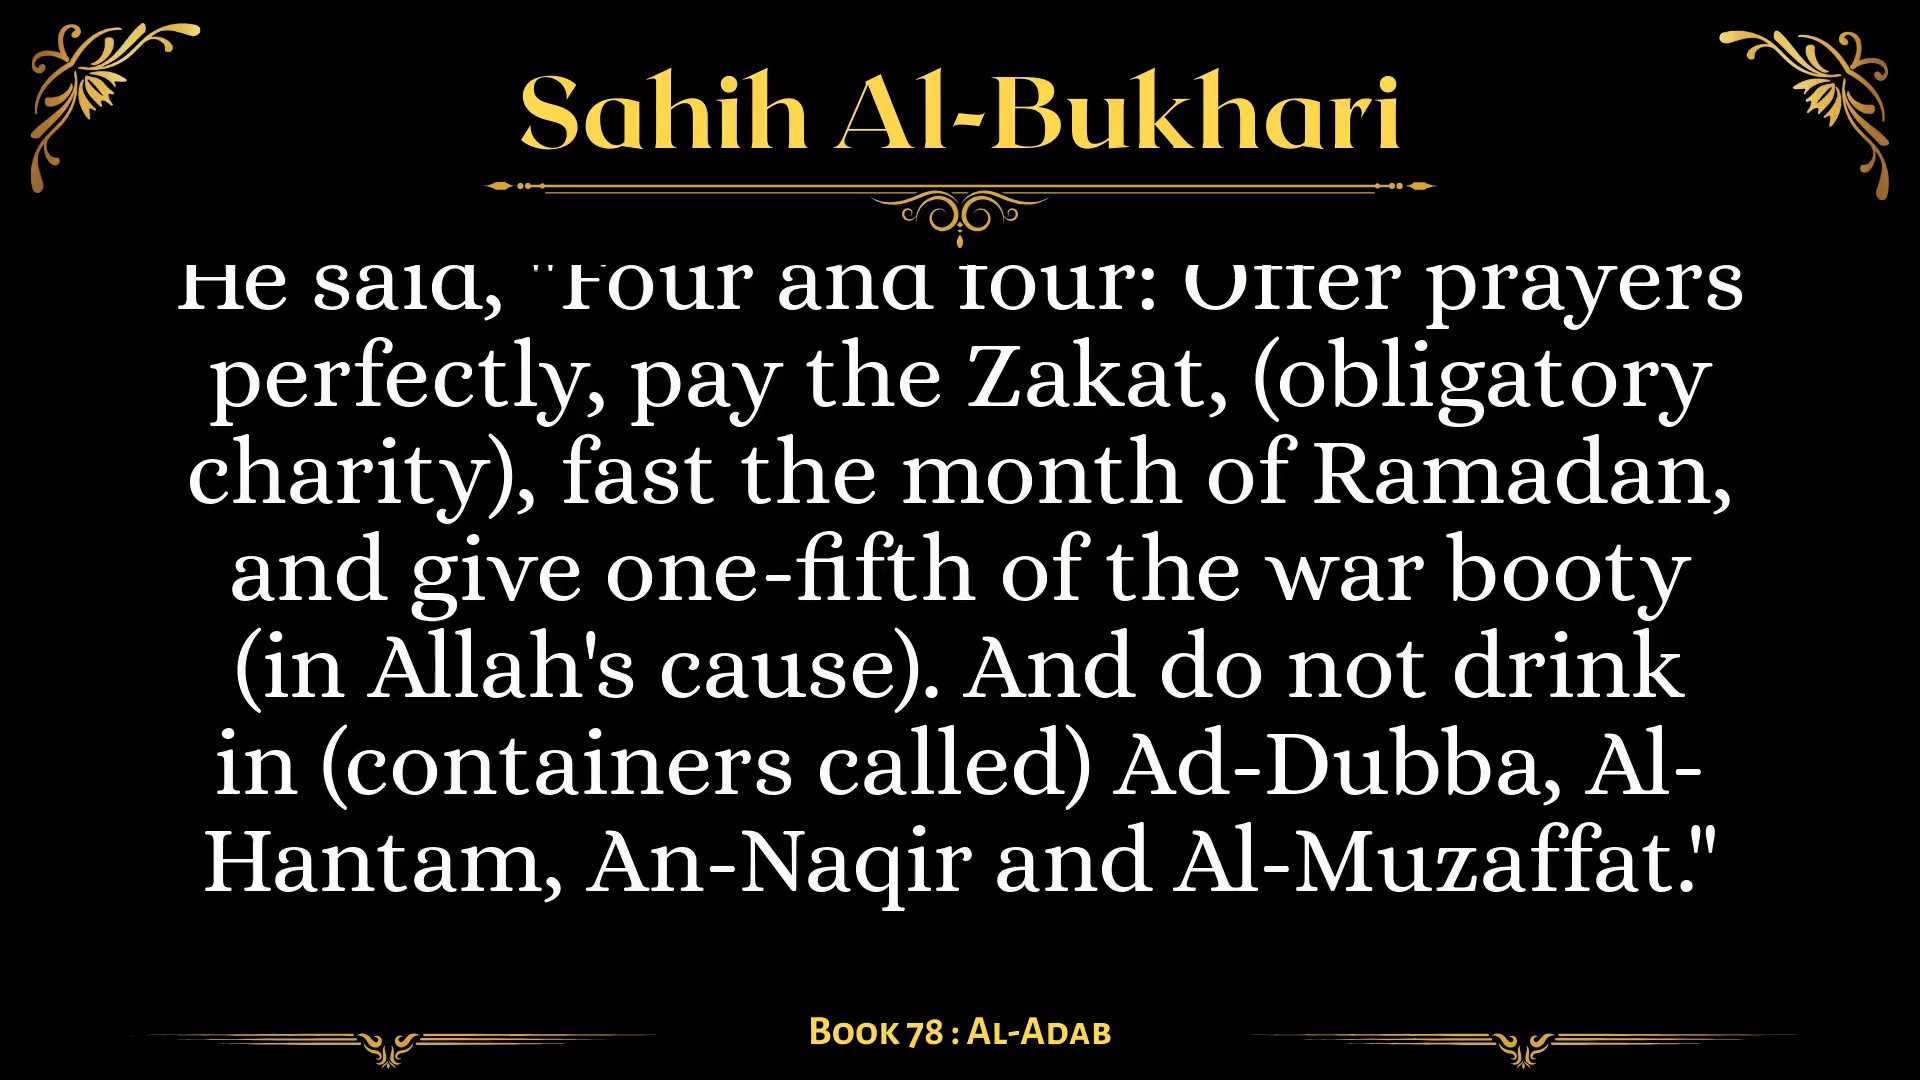 Sahih Al-Bukhari
He said, "Four and four: Offer prayers
perfectly, pay the Zakat, (obligatory
charity), fast the month of Ramadan,
and give one-fifth of the war booty
(in Allah's cause). And do not drink
in (containers called) Ad-Dubba, Al-
Hantam, An-Naqir and Al-Muzaffat."
Book 78 : Al-Adab